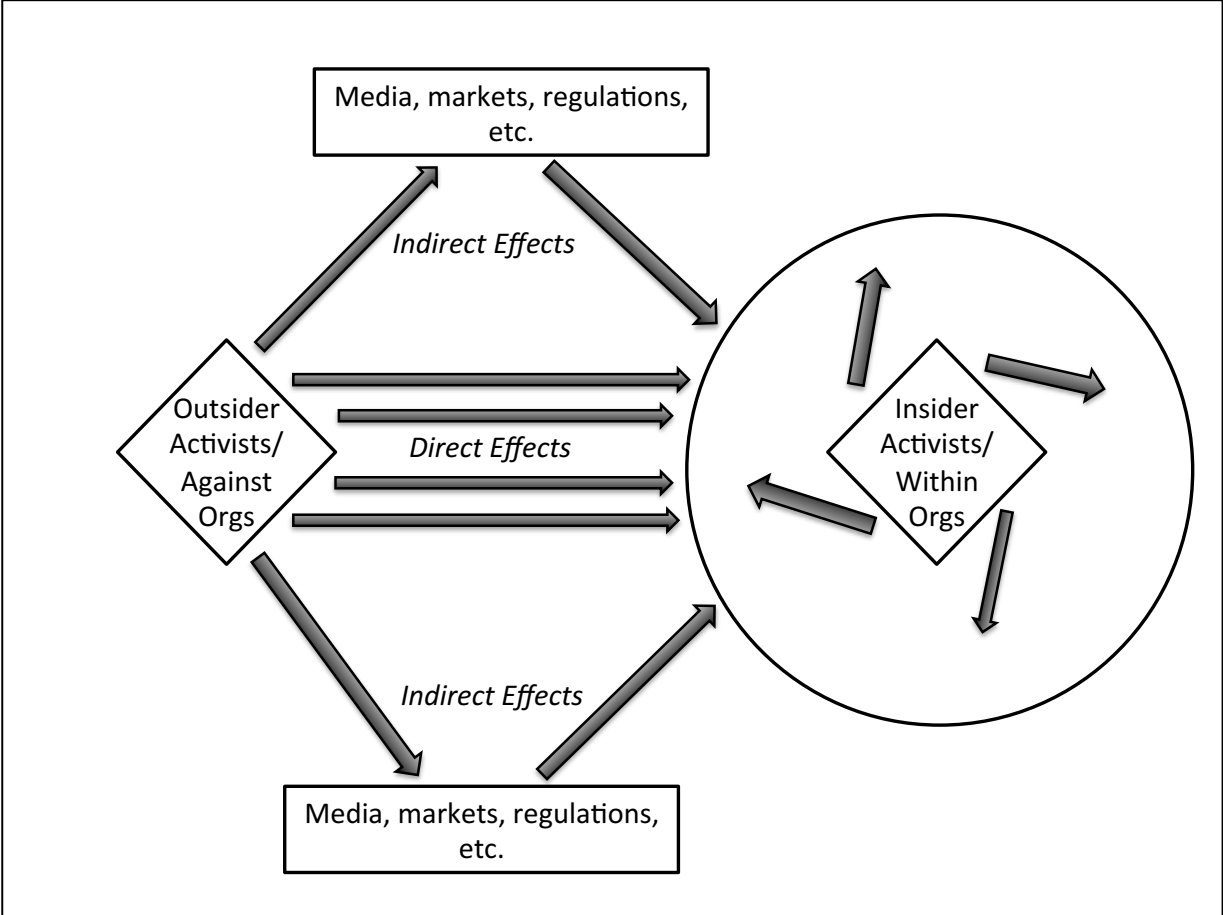 Media, markets, regulations,
etc.
Indirect Effects
Outsider
Activists/
Against
Orgs
Direct Effects
Insider
Activists/
Within
Orgs
Indirect Effects
Media, markets, regulations,
etc.